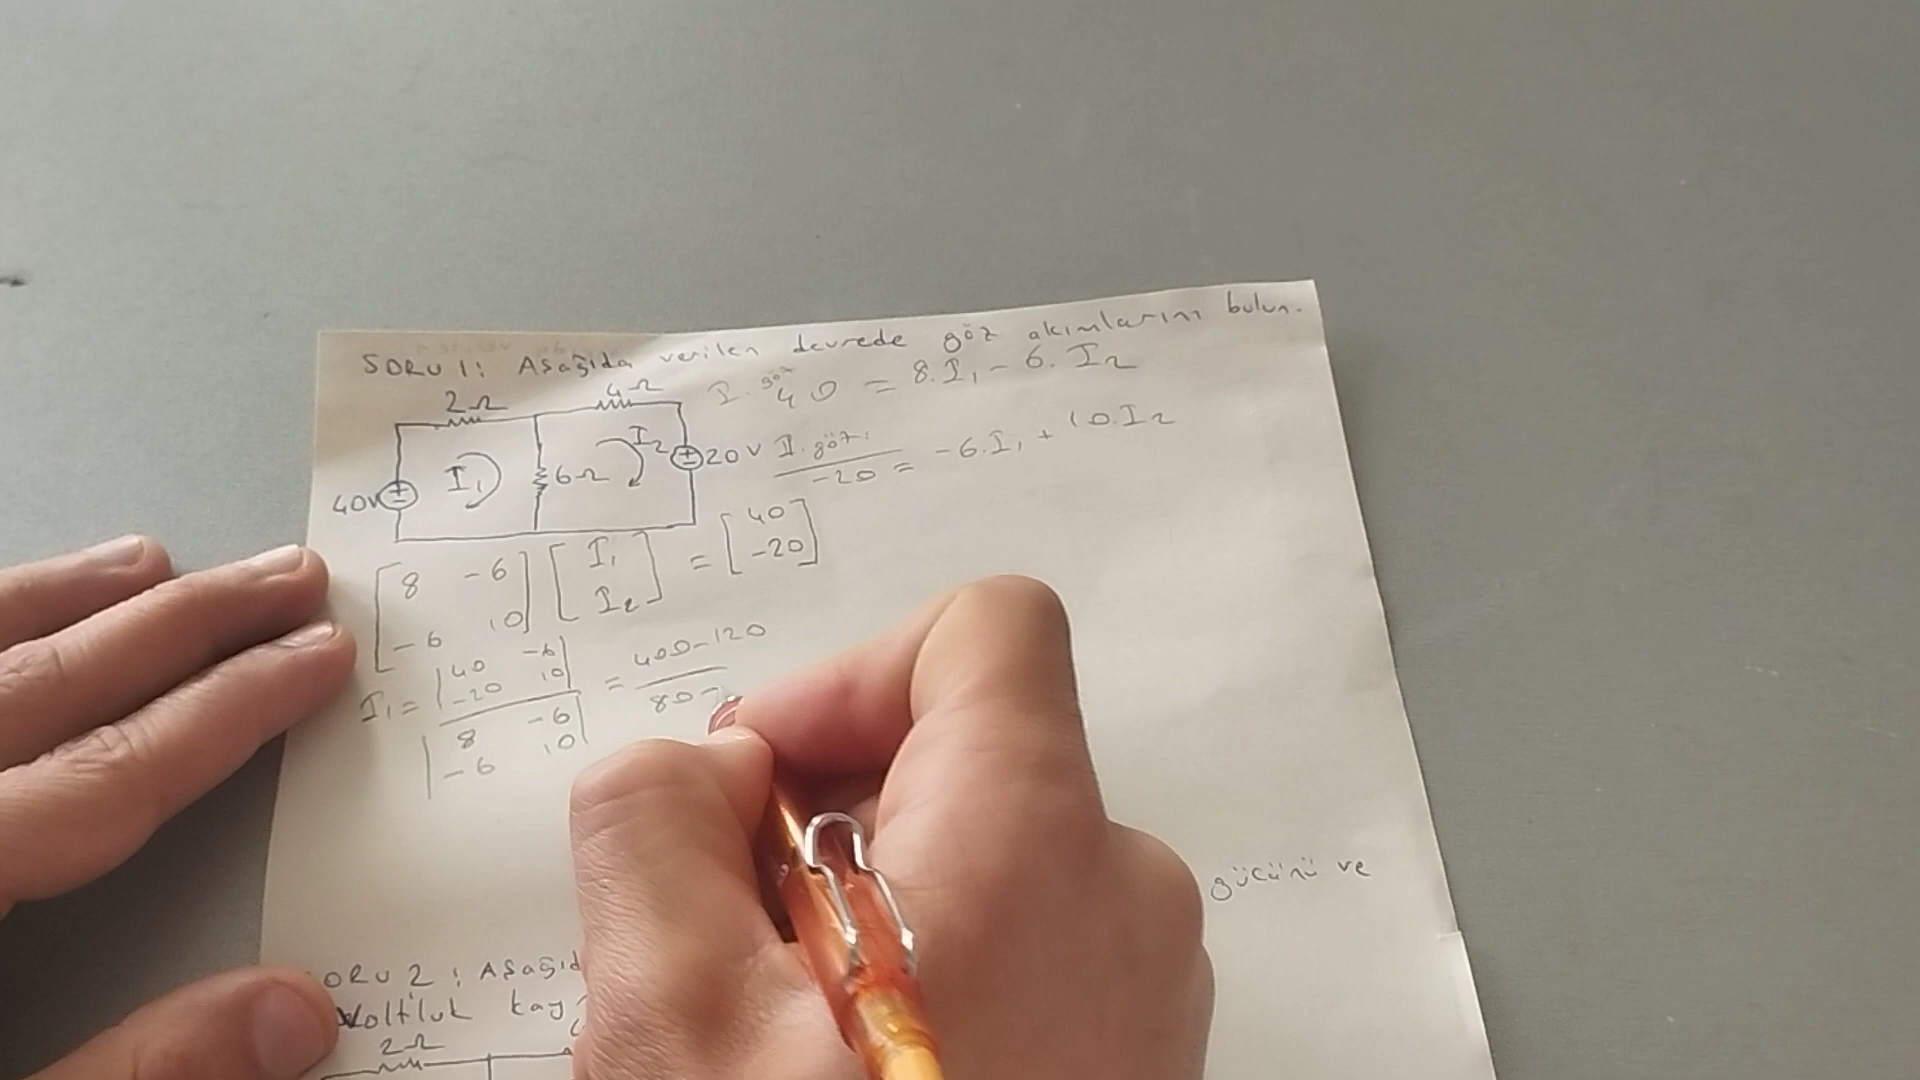 SORU 1: Aşağıda verilen devrede göz akımlarını bulun.
I. göz
40 = 8.I₁ - 6.I₂
2Ω
4Ω
40V
I₁
6Ω
I₂
20V
II. göz:
-20 = -6.I₁ + 10.I₂
[8 -6
-6 10] [I₁
I₂] = [40
-20]
I₁ = |40 -6
-20 10| = 400-120
80-
|8 -6
-6 10|
gücünü ve
ORU 2 : Aşağıd
Voltluk kay
2Ω